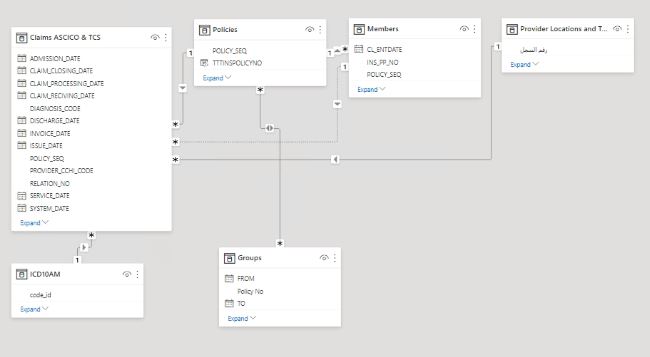 Claims ASCICO & TCS
ADMISSION_DATE
CLAIM_CLOSING_DATE
CLAIM_PROCESSING_DATE
CLAIM_RECIVING_DATE
DIAGNOSIS_CODE
DISCHARGE_DATE
INVOICE_DATE
ISSUE_DATE
POLICY_SEQ
PROVIDER_CCHI_CODE
RELATION_NO
SERVICE_DATE
SYSTEM_DATE
Expand
Policies
POLICY_SEQ
TTTINSPOLICYNO
Expand
Members
CL_ENTDATE
INS_PP_NO
POLICY_SEQ
Expand
Provider Locations and T...
رقم السجل
Expand
1
*
1
*
1
1
*
*
*
*
*
1
ICD10AM
code_id
Expand
Groups
FROM
Policy No
TO
Expand